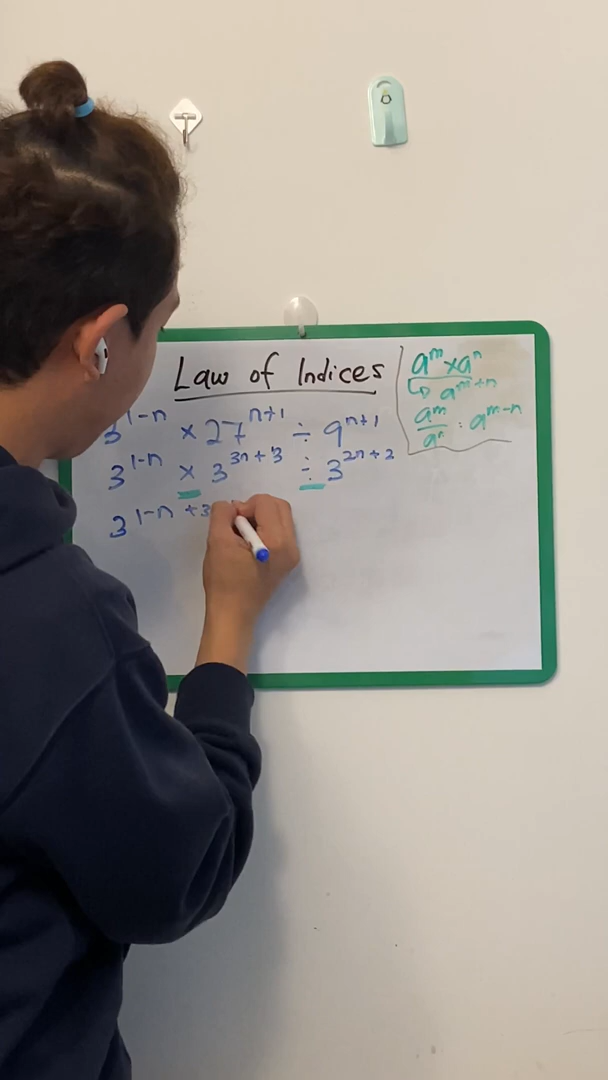 Law of Indices
3^{1-n} × 27^{n+1} ÷ 9^{n+1}
3^{1-n} × 3^{3n+3} ÷ 3^{2n+2}
3^{1-n+3
a^m × a^n
↳ a^{m+n}
a^m/a^n : a^{m-n}